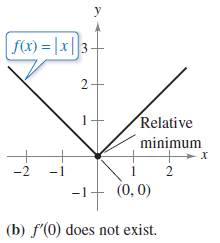 y
f(x) = |x|
3
2
1
Relative
minimum
x
−2 −1 1 2
−1 (0, 0)
(b) f′(0) does not exist.